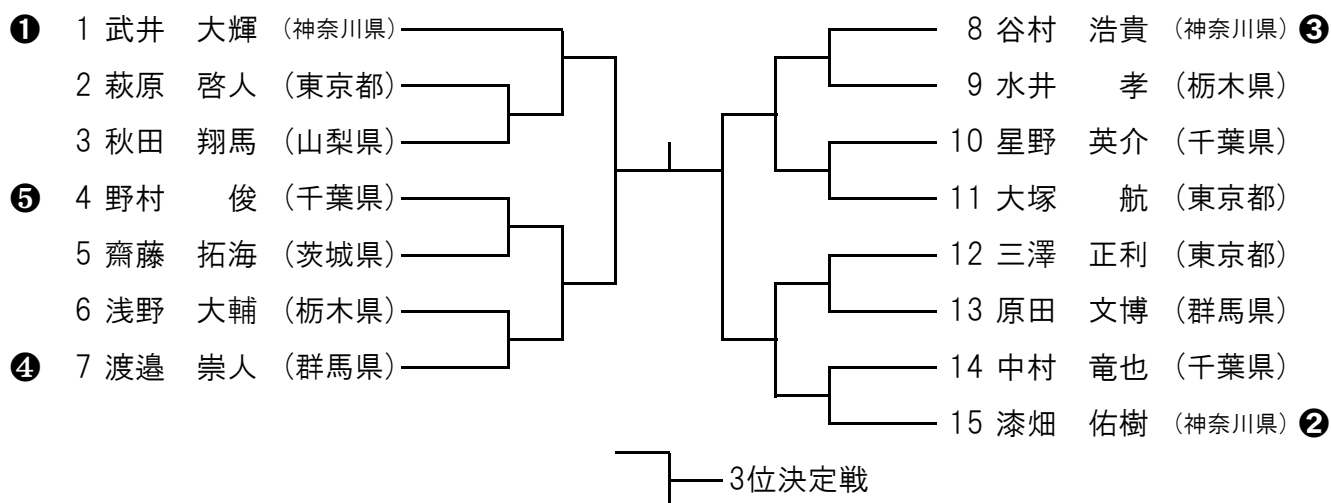 ❶ 1 武井 大輝 (神奈川県)
2 萩原 啓人 (東京都)
3 秋田 翔馬 (山梨県)
❺ 4 野村 俊 (千葉県)
5 齋藤 拓海 (茨城県)
6 浅野 大輔 (栃木県)
❹ 7 渡邉 崇人 (群馬県)
8 谷村 浩貴 (神奈川県) ❸
9 水井 孝 (栃木県)
10 星野 英介 (千葉県)
11 大塚 航 (東京都)
12 三澤 正利 (東京都)
13 原田 文博 (群馬県)
14 中村 竜也 (千葉県)
15 漆畑 佑樹 (神奈川県) ❷
3位決定戦